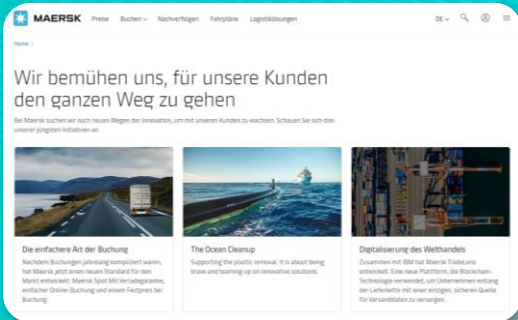 MAERSK Preise Buchen Nachverfolgen Fahrpläne Logistiklösungen DE
Home /
Wir bemühen uns, für unsere Kunden
den ganzen Weg zu gehen
Bei Maersk suchen wir nach neuen Wegen der Innovation, um mit unseren Kunden zu wachsen. Schauen Sie sich drei
unserer jüngsten Initiativen an.
Die einfachere Art der Buchung
Nachdem Buchungen jahrelang kompliziert waren,
hat Maersk jetzt einen neuen Standard für den
Markt entwickelt. Maersk Spot Mit Verladegarantie,
einfacher Online-Buchung und einem Festpreis bei
Buchung.
The Ocean Cleanup
Supporting the plastic removal. It is about being
brave and teaming up on innovative solutions.
Digitalisierung des Welthandels
Zusammen mit IBM hat Maersk TradeLens
entwickelt. Eine neue Plattform, die Blockchain-
Technologie verwendet, um Unternehmen entlang
der Lieferkette mit einer einzigen, sicheren Quelle
für Versanddaten zu versorgen.